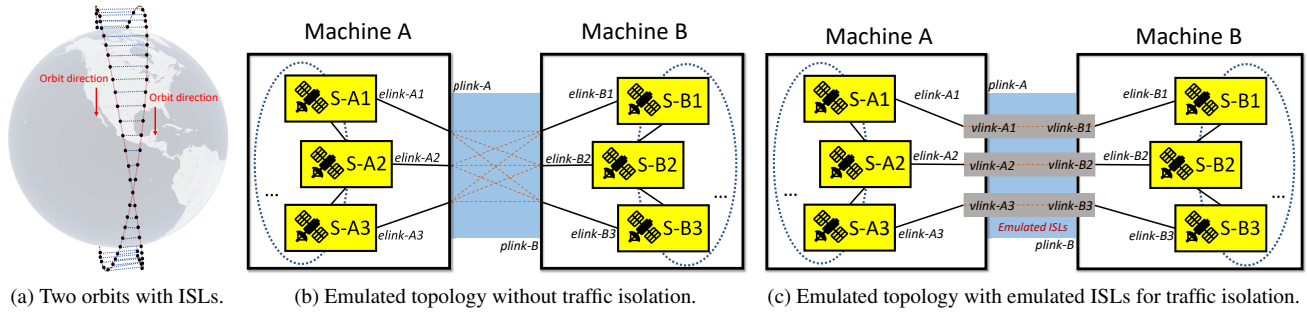 Orbit direction
Orbit direction
(a) Two orbits with ISLs.
Machine A
Machine B
plink-A
S-A1
elink-A1
elink-B1
S-B1
S-A2
elink-A2
elink-B2
S-B2
...
...
S-A3
elink-A3
elink-B3
S-B3
plink-B
(b) Emulated topology without traffic isolation.
Machine A
Machine B
plink-A
S-A1
elink-A1
elink-B1
S-B1
vlink-A1
vlink-B1
S-A2
elink-A2
vlink-A2
vlink-B2
elink-B2
S-B2
...
...
vlink-A3
vlink-B3
S-A3
elink-A3
Emulated ISLs
elink-B3
S-B3
plink-B
(c) Emulated topology with emulated ISLs for traffic isolation.